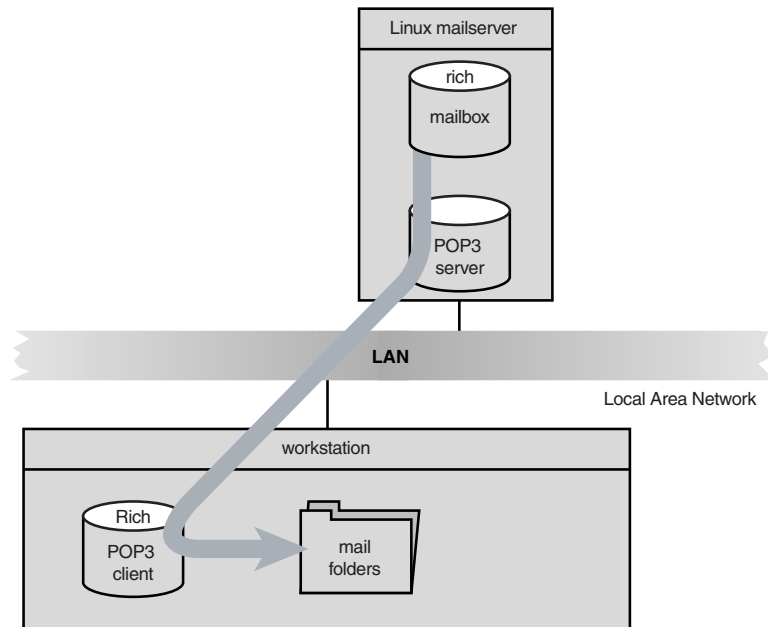 Linux mailserver
rich
mailbox
POP3
server
LAN
Local Area Network
workstation
Rich
POP3
client
mail
folders